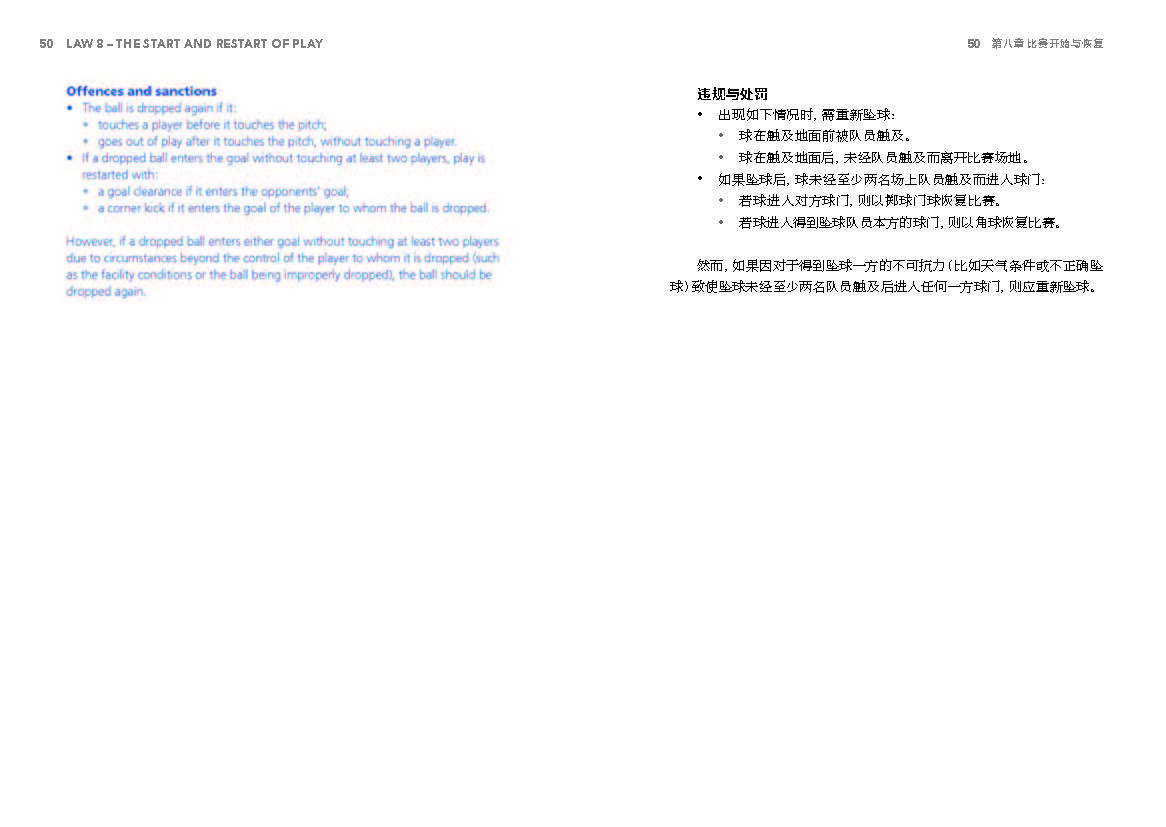 50 LAW 8 – THE START AND RESTART OF PLAY
Offences and sanctions
• The ball is dropped again if it:
• touches a player before it touches the pitch;
• goes out of play after it touches the pitch, without touching a player.
• If a dropped ball enters the goal without touching at least two players, play is
restarted with:
• a goal clearance if it enters the opponents' goal;
• a corner kick if it enters the goal of the player to whom the ball is dropped.
However, if a dropped ball enters either goal without touching at least two players
due to circumstances beyond the control of the player to whom it is dropped (such
as the facility conditions or the ball being improperly dropped), the ball should be
dropped again.
50 第八章 比赛开始与恢复
违规与处罚
• 出现如下情况时, 需重新坠球:
• 球在触及地面前被队员触及。
• 球在触及地面后, 未经队员触及而离开比赛场地。
• 如果坠球后, 球未经至少两名场上队员触及而进入球门:
• 若球进入对方球门, 则以掷球门球恢复比赛。
• 若球进入得到坠球队员本方的球门, 则以角球恢复比赛。
然而, 如果因对于得到坠球一方的不可抗力 (比如天气条件或不正确坠
球) 致使坠球未经至少两名队员触及后进入任何一方球门, 则应重新坠球。